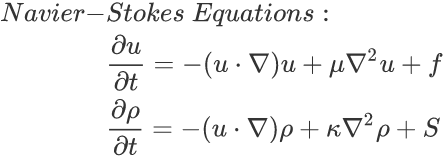 Navier−Stokes Equations :
∂u/∂t = −(u · ∇)u + μ∇²u + f
∂ρ/∂t = −(u · ∇)ρ + κ∇²ρ + S